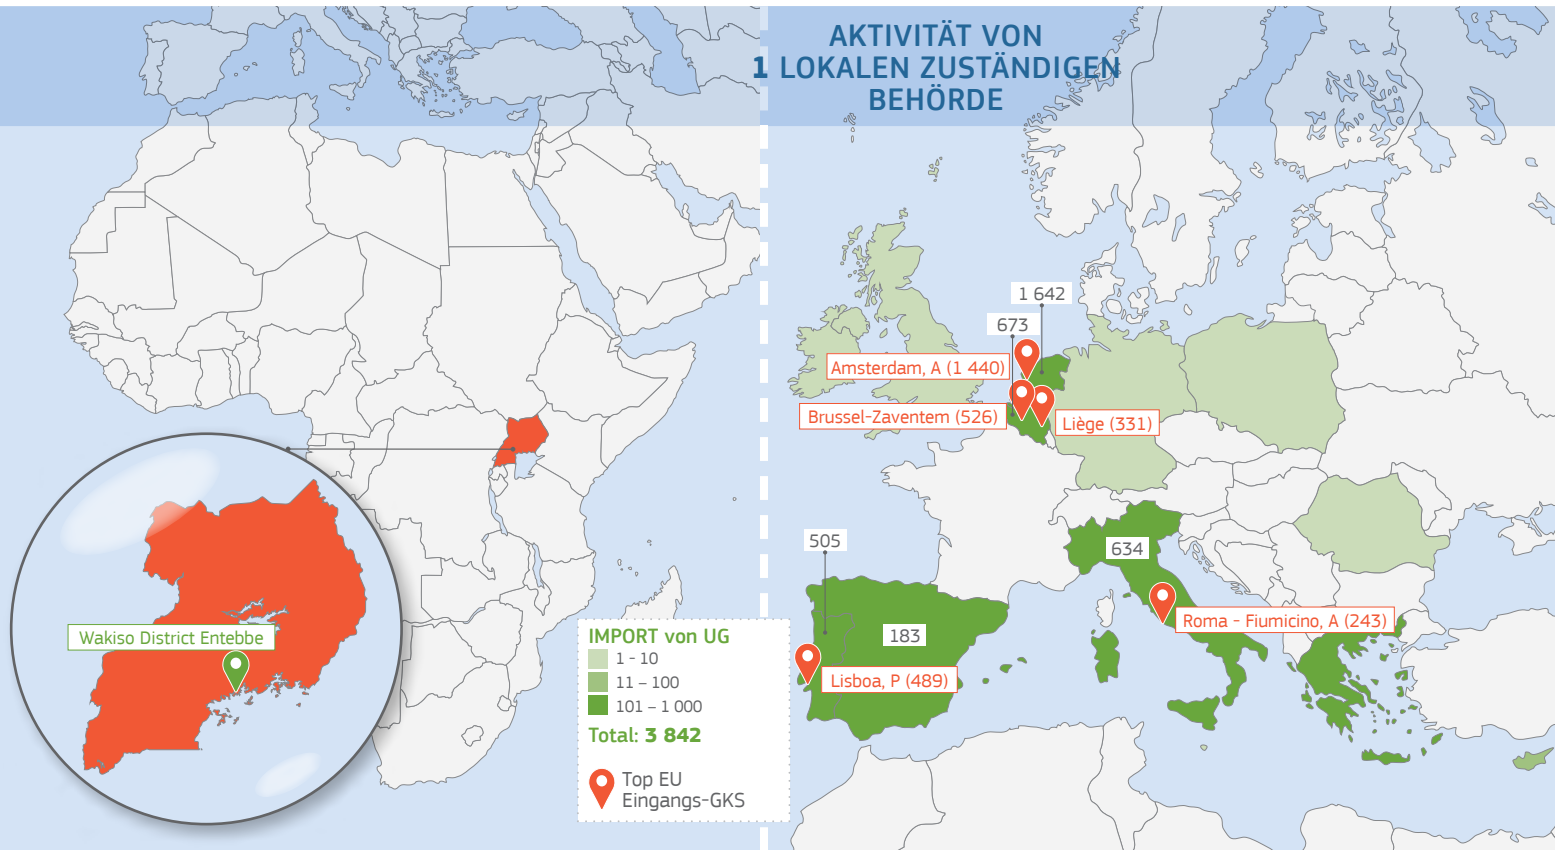 AKTIVITÄT VON
1 LOKALEN ZUSTÄNDIGEN
BEHÖRDE
1 642
673
Amsterdam, A (1 440)
Brussel-Zaventem (526)
Liège (331)
505
634
Roma - Fiumicino, A (243)
183
Lisboa, P (489)
Wakiso District Entebbe
IMPORT von UG
1 - 10
11 – 100
101 – 1 000
Total: 3 842
Top EU
Eingangs-GKS